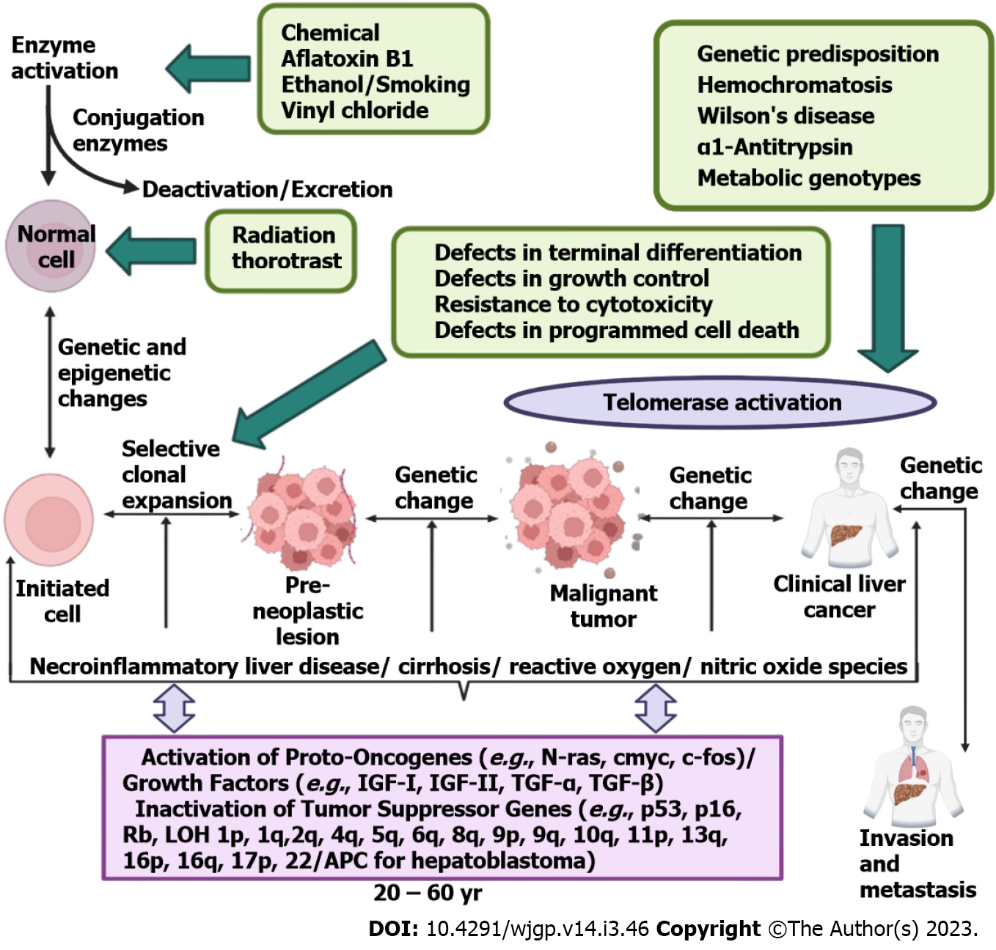 Enzyme
activation
Chemical
Aflatoxin B1
Ethanol/Smoking
Vinyl chloride
Genetic predisposition
Hemochromatosis
Wilson's disease
α1-Antitrypsin
Metabolic genotypes
Conjugation
enzymes
Deactivation/Excretion
Normal
cell
Radiation
thorotrast
Defects in terminal differentiation
Defects in growth control
Resistance to cytotoxicity
Defects in programmed cell death
Genetic and
epigenetic
changes
Telomerase activation
Selective
clonal
expansion
Genetic
change
Genetic
change
Genetic
change
Initiated
cell
Pre-
neoplastic
lesion
Malignant
tumor
Clinical liver
cancer
Necroinflammatory liver disease/ cirrhosis/ reactive oxygen/ nitric oxide species
Activation of Proto-Oncogenes (e.g., N-ras, cmyc, c-fos)/
Growth Factors (e.g., IGF-I, IGF-II, TGF-α, TGF-β)
Inactivation of Tumor Suppressor Genes (e.g., p53, p16,
Rb, LOH 1p, 1q,2q, 4q, 5q, 6q, 8q, 9p, 9q, 10q, 11p, 13q,
16p, 16q, 17p, 22/APC for hepatoblastoma)
Invasion
and
metastasis
20 – 60 yr
DOI: 10.4291/wjgp.v14.i3.46 Copyright ©The Author(s) 2023.